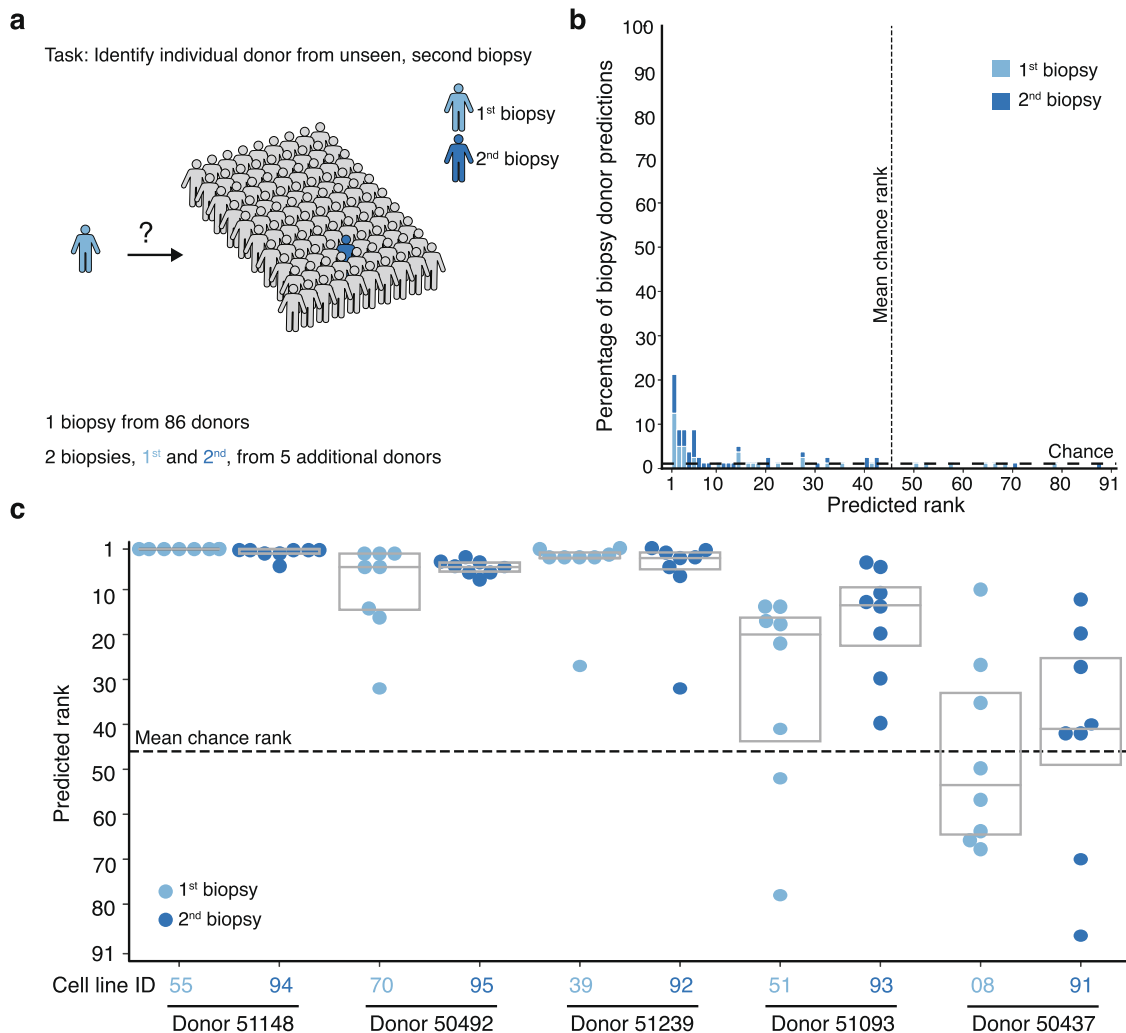 a
Task: Identify individual donor from unseen, second biopsy
1st biopsy
2nd biopsy
?
1 biopsy from 86 donors
2 biopsies, 1st and 2nd, from 5 additional donors
b
Percentage of biopsy donor predictions
100
90
80
70
60
50
40
30
20
10
0
Mean chance rank
1st biopsy
2nd biopsy
Chance
1 10 20 30 40 50 60 70 80 91
Predicted rank
c
Predicted rank
1
10
20
30
40
50
60
70
80
91
Mean chance rank
1st biopsy
2nd biopsy
Cell line ID 55 94 70 95 39 92 51 93 08 91
Donor 51148 Donor 50492 Donor 51239 Donor 51093 Donor 50437